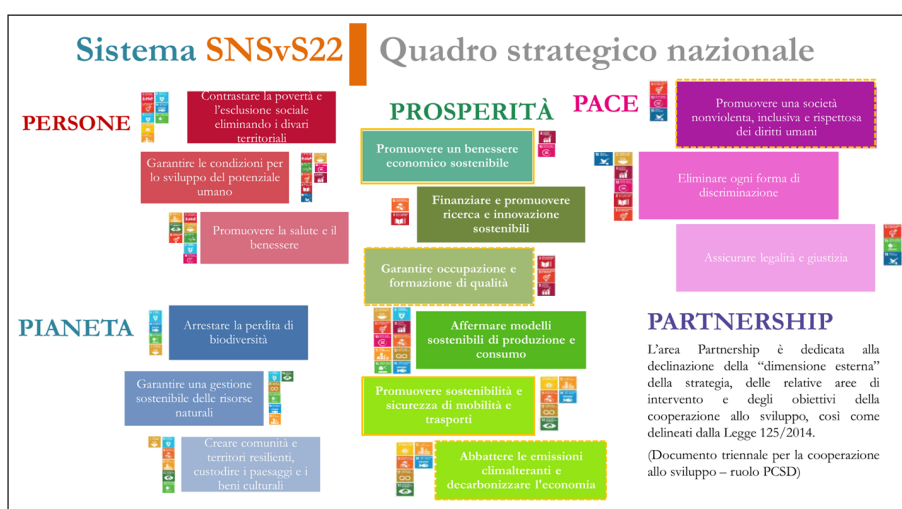 Sistema SNSvS22
Quadro strategico nazionale
PERSONE
Contrastare la povertà e
l'esclusione sociale
eliminando i divari
territoriali
Garantire le condizioni per
lo sviluppo del potenziale
umano
Promuovere la salute e il
benessere
PIANETA
Arrestare la perdita di
biodiversità
Garantire una gestione
sostenibile delle risorse
naturali
Creare comunità e
territori resilienti,
custodire i paesaggi e i
beni culturali
PROSPERITÀ
Promuovere un benessere
economico sostenibile
Finanziare e promuovere
ricerca e innovazione
sostenibili
Garantire occupazione e
formazione di qualità
Affermare modelli
sostenibili di produzione e
consumo
Promuovere sostenibilità e
sicurezza di mobilità e
trasporti
Abbattere le emissioni
climalteranti e
decarbonizzare l'economia
PACE
Promuovere una società
nonviolenta, inclusiva e rispettosa
dei diritti umani
Eliminare ogni forma di
discriminazione
Assicurare legalità e giustizia
PARTNERSHIP
L'area Partnership è dedicata alla
declinazione della “dimensione esterna”
della strategia, delle relative aree di
intervento e degli obiettivi della
cooperazione allo sviluppo, così come
delineati dalla Legge 125/2014.
(Documento triennale per la cooperazione
allo sviluppo – ruolo PCSD)